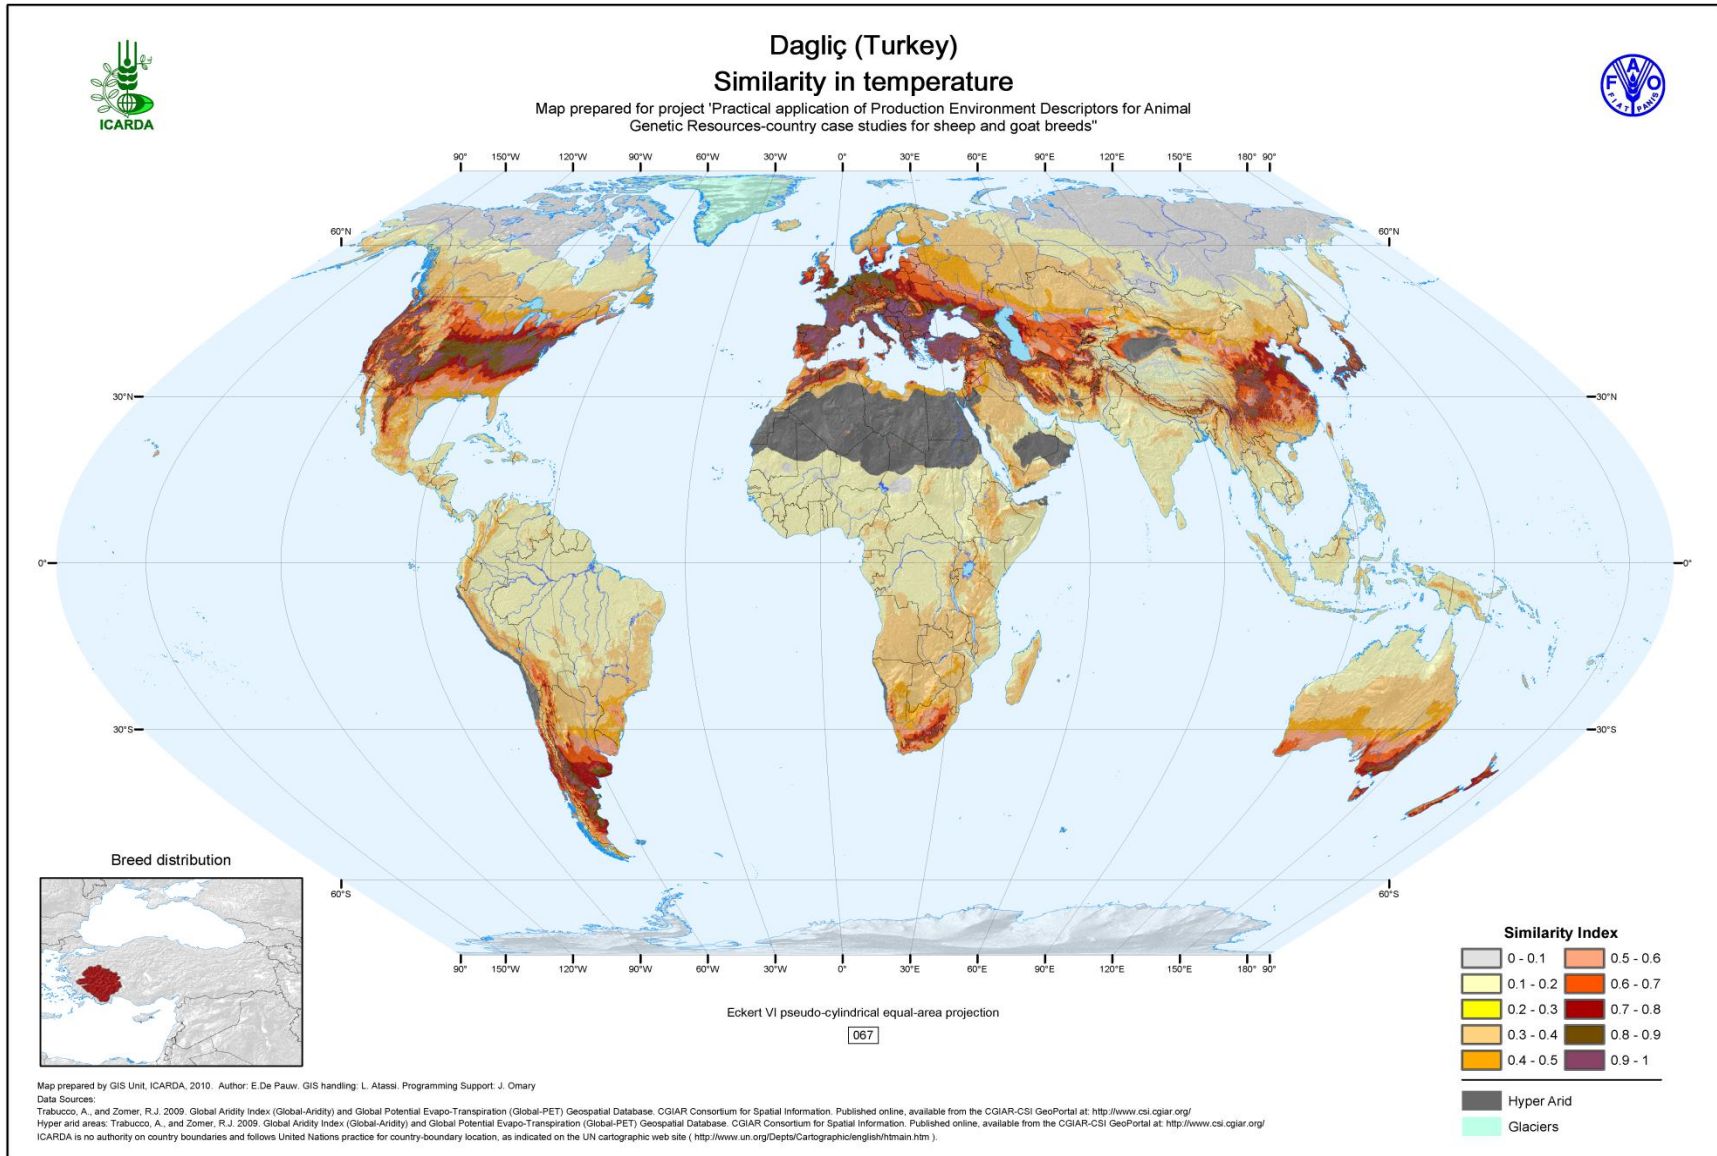 Dagliç (Turkey)
Similarity in temperature
Map prepared for project 'Practical application of Production Environment Descriptors for Animal
Genetic Resources-country case studies for sheep and goat breeds"
ICARDA
F A O
FIAT PANIS
90° 150°W 120°W 90°W 60°W 30°W 0° 30°E 60°E 90°E 120°E 150°E 180° 90°
60°N 60°N
30°N 30°N
0° 0°
30°S 30°S
60°S 60°S
90° 150°W 120°W 90°W 60°W 30°W 0° 30°E 60°E 90°E 120°E 150°E 180° 90°
Breed distribution
Eckert VI pseudo-cylindrical equal-area projection
067
Similarity Index
0 - 0.1 0.5 - 0.6
0.1 - 0.2 0.6 - 0.7
0.2 - 0.3 0.7 - 0.8
0.3 - 0.4 0.8 - 0.9
0.4 - 0.5 0.9 - 1
Hyper Arid
Glaciers
Map prepared by GIS Unit, ICARDA, 2010. Author: E.De Pauw. GIS handling: L. Atassi. Programming Support: J. Omary
Data Sources:
Trabucco, A., and Zomer, R.J. 2009. Global Aridity Index (Global-Aridity) and Global Potential Evapo-Transpiration (Global-PET) Geospatial Database. CGIAR Consortium for Spatial Information. Published online, available from the CGIAR-CSI GeoPortal at: http://www.csi.cgiar.org/
Hyper arid areas: Trabucco, A., and Zomer, R.J. 2009. Global Aridity Index (Global-Aridity) and Global Potential Evapo-Transpiration (Global-PET) Geospatial Database. CGIAR Consortium for Spatial Information. Published online, available from the CGIAR-CSI GeoPortal at: http://www.csi.cgiar.org/
ICARDA is no authority on country boundaries and follows United Nations practice for country-boundary location, as indicated on the UN cartographic web site ( http://www.un.org/Depts/Cartographic/english/htmain.htm ).